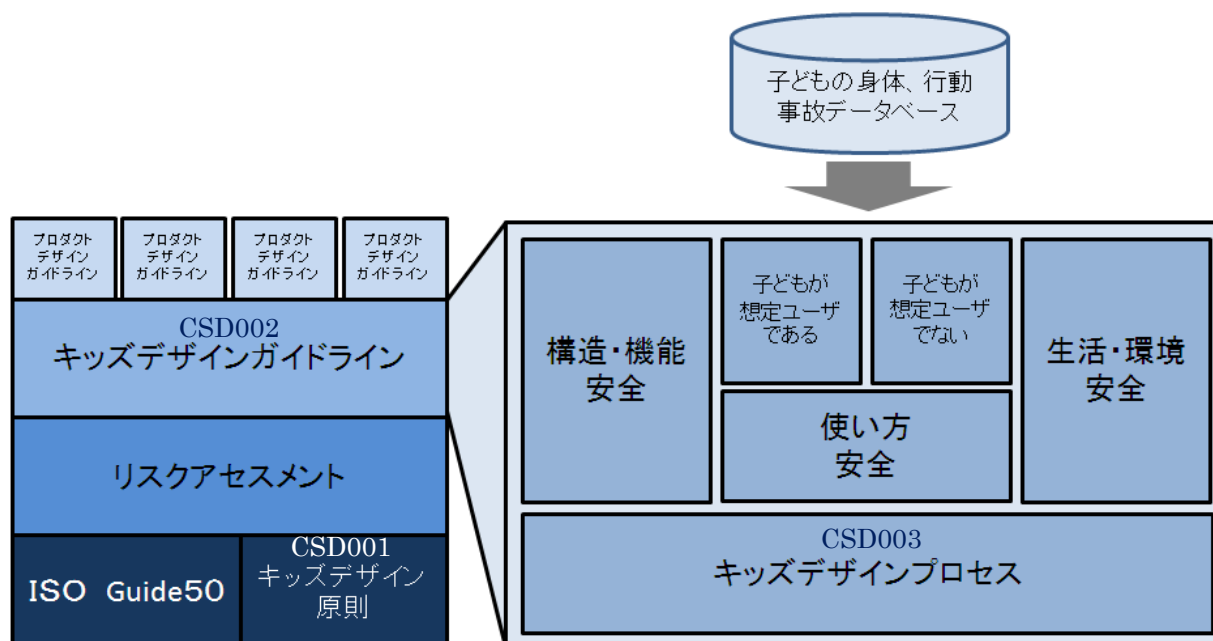 子どもの身体、行動
事故データベース
プロダクト
デザイン
ガイドライン
プロダクト
デザイン
ガイドライン
プロダクト
デザイン
ガイドライン
プロダクト
デザイン
ガイドライン
CSD002
キッズデザインガイドライン
リスクアセスメント
ISO Guide50
CSD001
キッズデザイン
原則
構造・機能
安全
子どもが
想定ユーザ
である
子どもが
想定ユーザ
でない
使い方
安全
生活・環境
安全
CSD003
キッズデザインプロセス